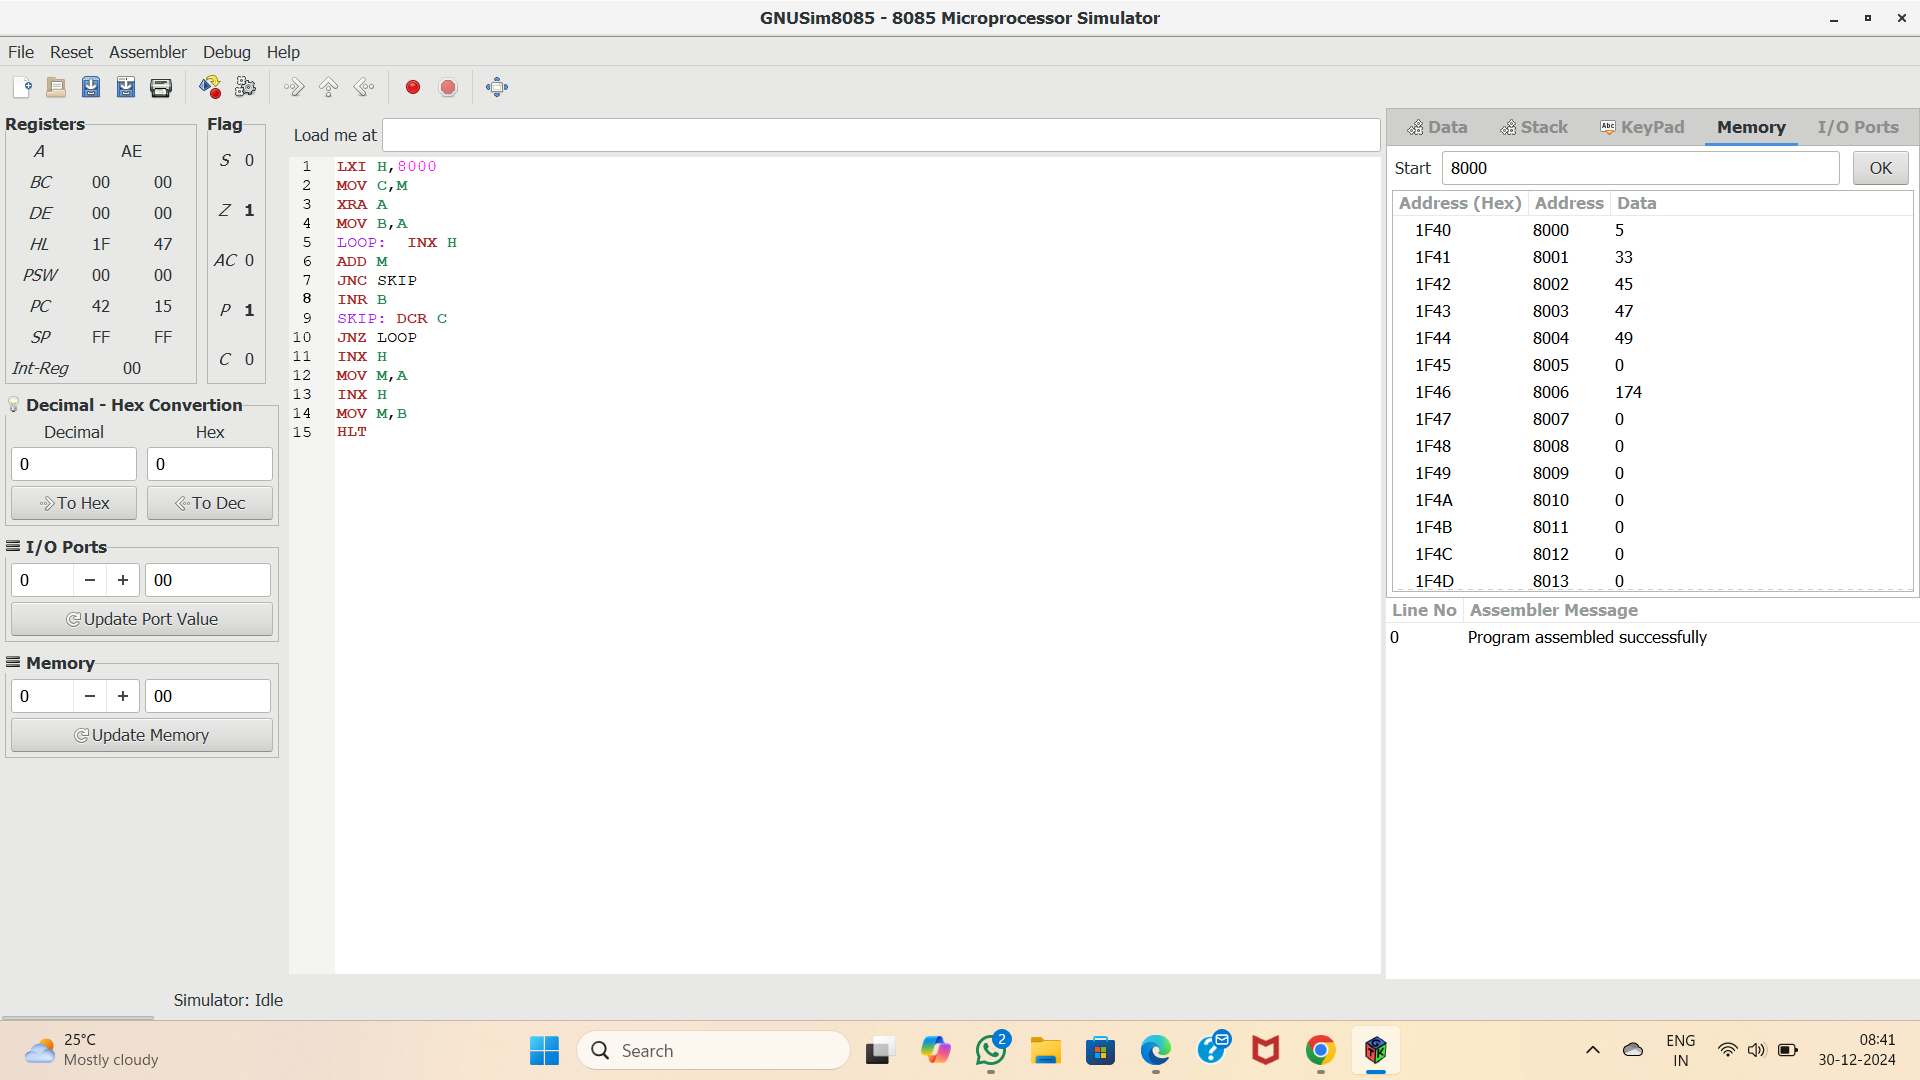 GNUSim8085 - 8085 Microprocessor Simulator
File Reset Assembler Debug Help
Registers
A AE
BC 00 00
DE 00 00
HL 1F 47
PSW 00 00
PC 42 15
SP FF FF
Int-Reg 00
Flag
S 0
Z 1
AC 0
P 1
C 0
Decimal - Hex Convertion
Decimal Hex
0 0
To Hex To Dec
I/O Ports
0 − + 00
Update Port Value
Memory
0 − + 00
Update Memory
Load me at
1 LXI H,8000
2 MOV C,M
3 XRA A
4 MOV B,A
5 LOOP: INX H
6 ADD M
7 JNC SKIP
8 INR B
9 SKIP: DCR C
10 JNZ LOOP
11 INX H
12 MOV M,A
13 INX H
14 MOV M,B
15 HLT
Data Stack Abc KeyPad Memory I/O Ports
Start 8000 OK
Address (Hex) Address Data
1F40 8000 5
1F41 8001 33
1F42 8002 45
1F43 8003 47
1F44 8004 49
1F45 8005 0
1F46 8006 174
1F47 8007 0
1F48 8008 0
1F49 8009 0
1F4A 8010 0
1F4B 8011 0
1F4C 8012 0
1F4D 8013 0
Line No Assembler Message
0 Program assembled successfully
Simulator: Idle
25°C
Mostly cloudy
Search
2
ENG
IN
08:41
30-12-2024